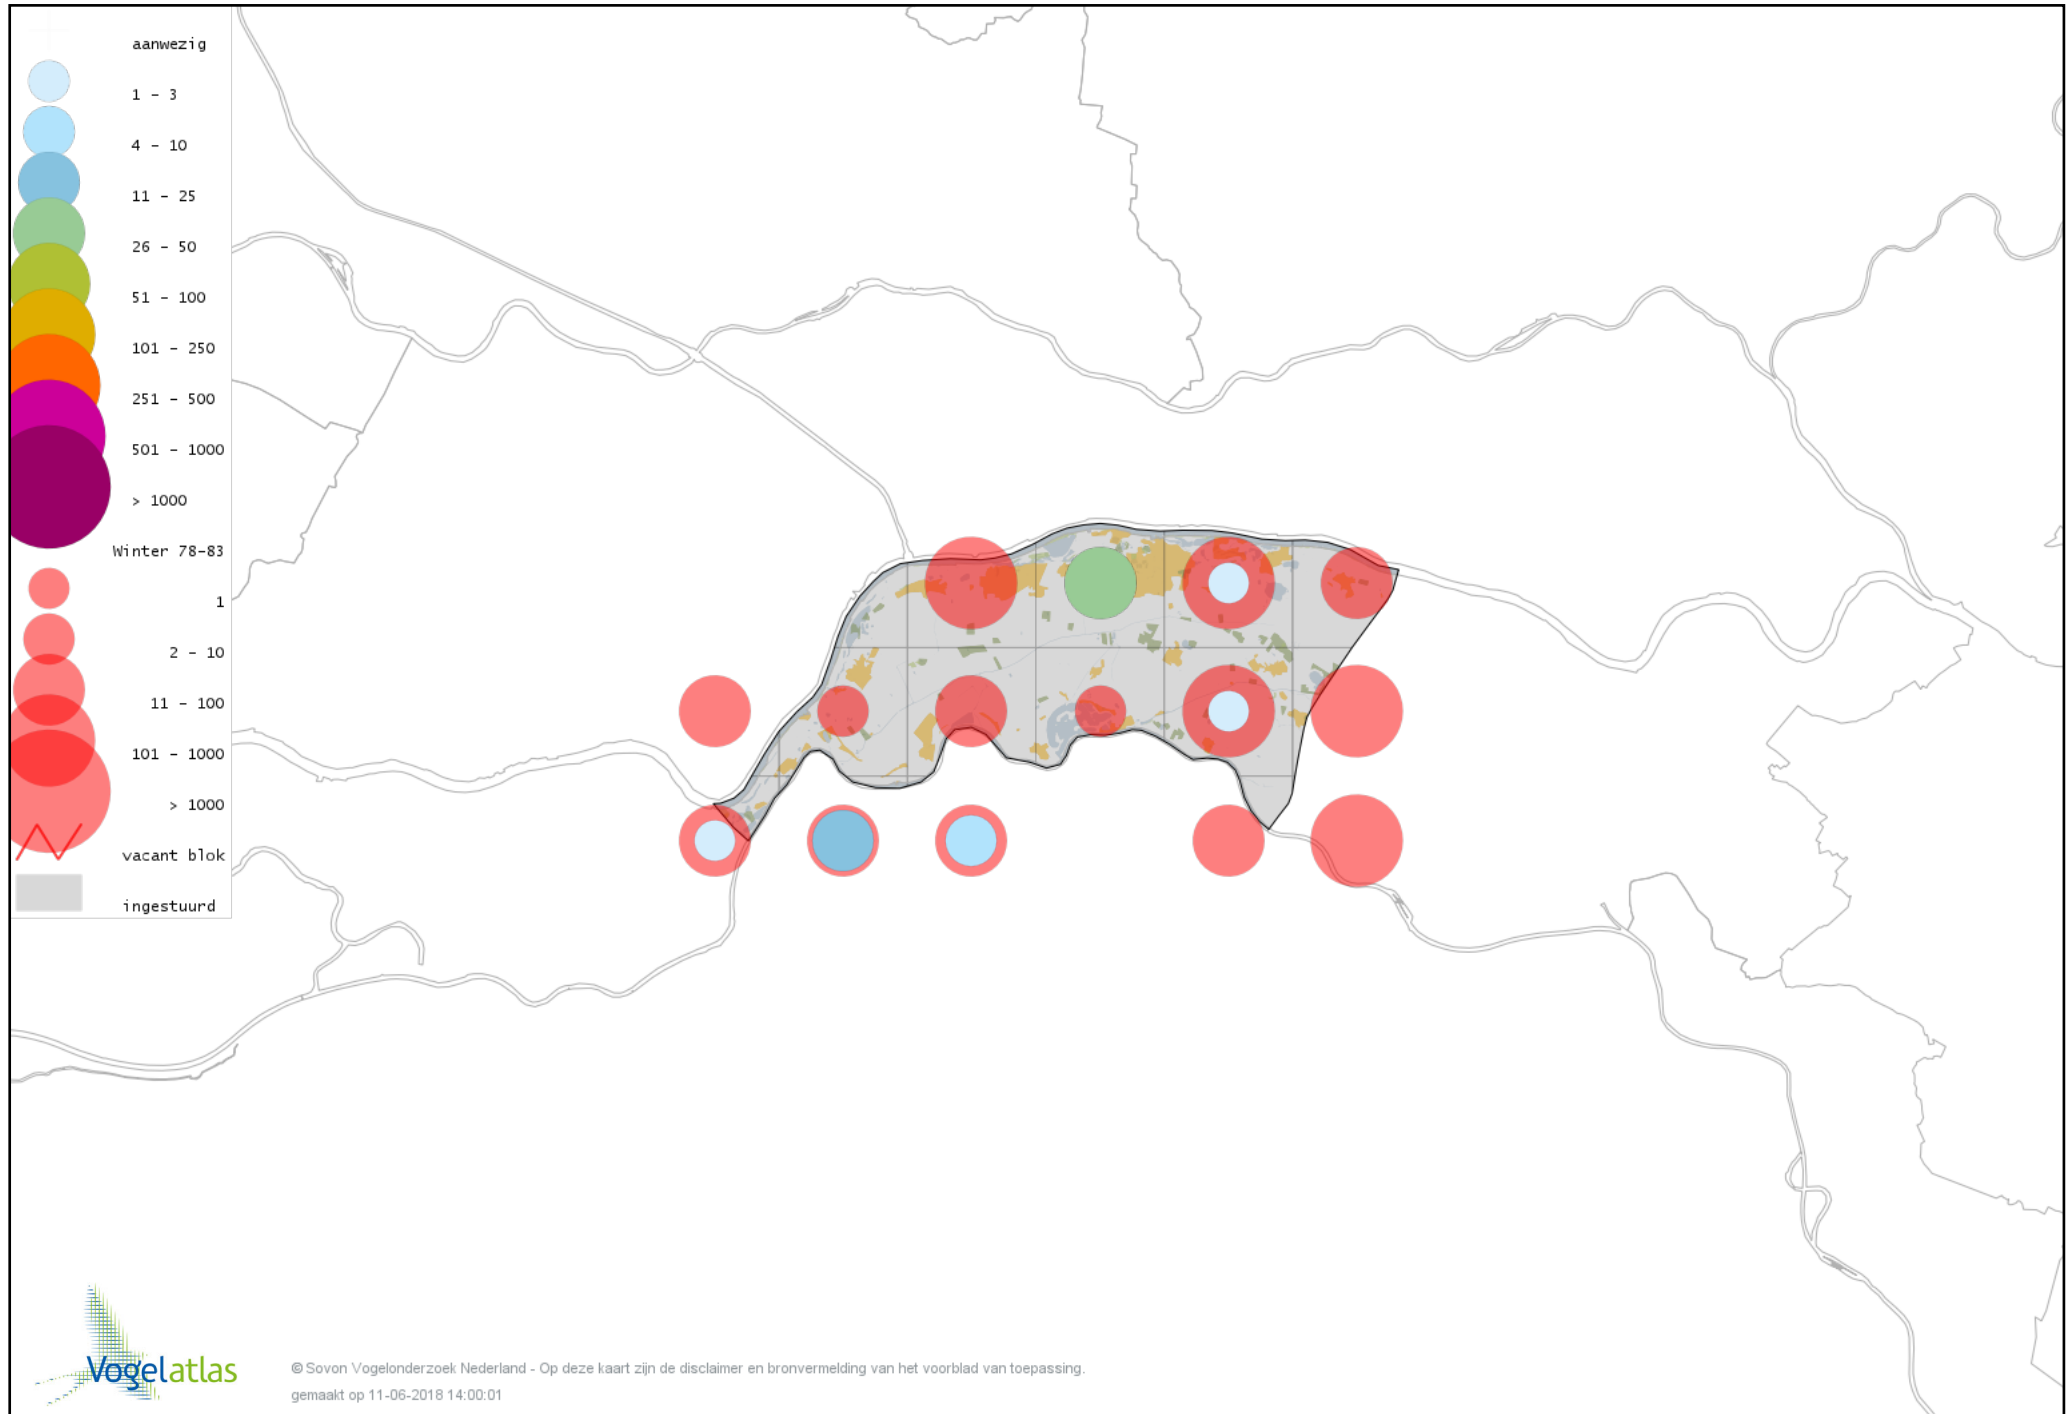 aanwezig
1 - 3
4 - 10
11 - 25
26 - 50
51 - 100
101 - 250
251 - 500
501 - 1000
> 1000
Winter 78-83
1
2 - 10
11 - 100
101 - 1000
> 1000
vacant blok
ingestuurd
Vogelatlas
© Sovon Vogelonderzoek Nederland - Op deze kaart zijn de disclaimer en bronvermelding van het voorblad van toepassing.
gemaakt op 11-06-2018 14:00:01